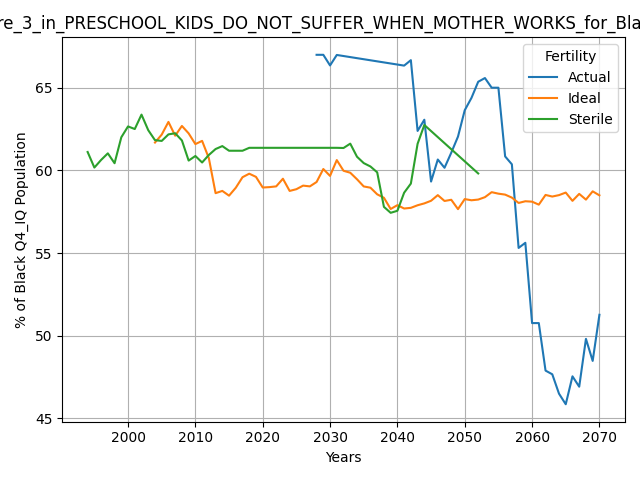 re_3_in_PRESCHOOL_KIDS_DO_NOT_SUFFER_WHEN_MOTHER_WORKS_for_Bla
Fertility
Actual
Ideal
Sterile
% of Black Q4_IQ Population
65
60
55
50
45
2000 2010 2020 2030 2040 2050 2060 2070
Years